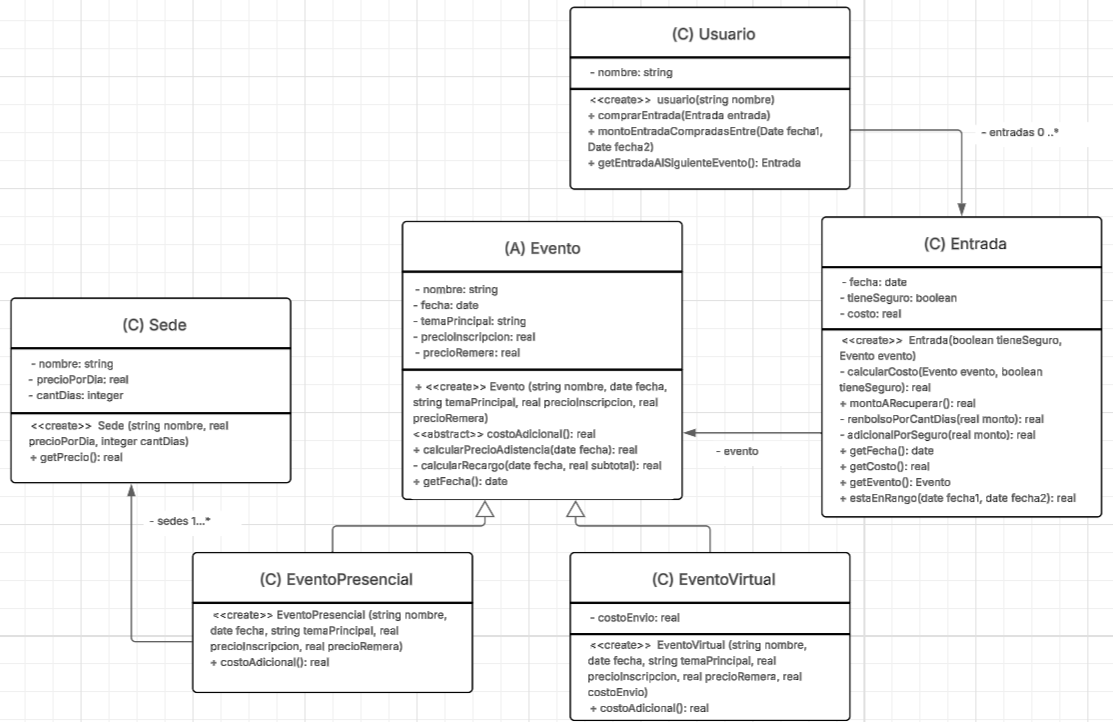 (C) Usuario
- nombre: string
<<create>> usuario(string nombre)
+ comprarEntrada(Entrada entrada)
+ montoEntradaCompradasEntre(Date fecha1,
Date fecha2)
+ getEntradaAlSiguienteEvento(): Entrada
- entradas 0 ..*
(A) Evento
- nombre: string
- fecha: date
- temaPrincipal: string
- precioInscripcion: real
- precioRemera: real
+ <<create>> Evento (string nombre, date fecha,
string temaPrincipal, real precioInscripcion, real
precioRemera)
<<abstract>> costoAdicional(): real
+ calcularPrecioAdistencia(date fecha): real
- calcularRecargo(date fecha, real subtotal): real
+ getFecha(): date
(C) Entrada
- fecha: date
- tieneSeguro: boolean
- costo: real
<<create>> Entrada(boolean tieneSeguro,
Evento evento)
- calcularCosto(Evento evento, boolean
tieneSeguro): real
+ montoARecuperar(): real
- renbolsoPorCantDias(real monto): real
- adicionalPorSeguro(real monto): real
+ getFecha(): date
+ getCosto(): real
+ getEvento(): Evento
+ estaEnRango(date fecha1, date fecha2): real
- evento
(C) Sede
- nombre: string
- precioPorDia: real
- cantDias: integer
<<create>> Sede (string nombre, real
precioPorDia, integer cantDias)
+ getPrecio(): real
- sedes 1...*
(C) EventoPresencial
<<create>> EventoPresencial (string nombre,
date fecha, string temaPrincipal, real
precioInscripcion, real precioRemera)
+ costoAdicional(): real
(C) EventoVirtual
- costoEnvio: real
<<create>> EventoVirtual (string nombre,
date fecha, string temaPrincipal, real
precioInscripcion, real precioRemera, real
costoEnvio)
+ costoAdicional(): real